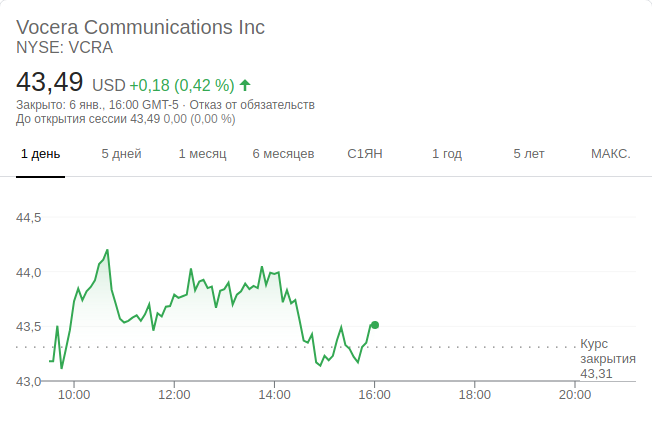 Vocera Communications Inc
NYSE: VCRA
43,49 USD +0,18 (0,42 %)
Закрыто: 6 янв., 16:00 GMT-5 · Отказ от обязательств
До открытия сессии 43,49 0,00 (0,00 %)
1 день 5 дней 1 месяц 6 месяцев С1ЯН 1 год 5 лет МАКС.
44,5
44,0
43,5
43,0
Курс
закрытия
43,31
10:00 12:00 14:00 16:00 18:00 20:00